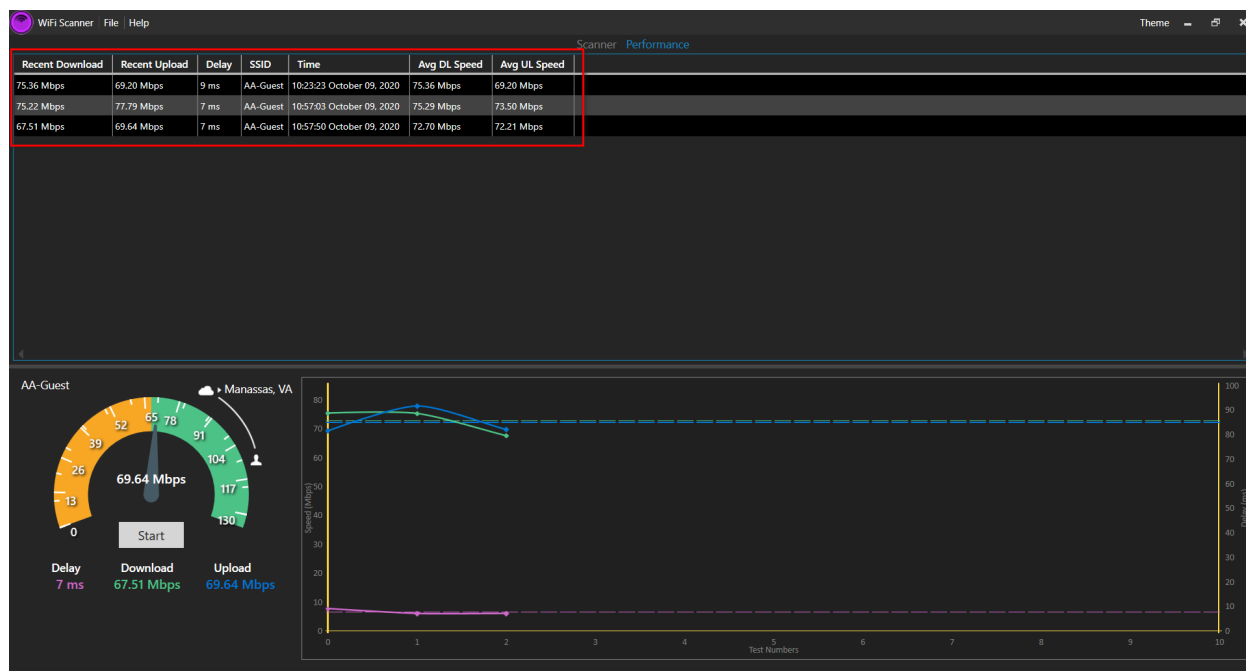 WiFi Scanner File Help Theme
Scanner Performance
Recent Download Recent Upload Delay SSID Time Avg DL Speed Avg UL Speed
75.36 Mbps 69.20 Mbps 9 ms AA-Guest 10:23:23 October 09, 2020 75.36 Mbps 69.20 Mbps
75.22 Mbps 77.79 Mbps 7 ms AA-Guest 10:57:03 October 09, 2020 75.29 Mbps 73.50 Mbps
67.51 Mbps 69.64 Mbps 7 ms AA-Guest 10:57:50 October 09, 2020 72.70 Mbps 72.21 Mbps
AA-Guest
Manassas, VA
0 13 26 39 52 65 78 91 104 117 130
69.64 Mbps
Start
Delay Download Upload
7 ms 67.51 Mbps 69.64 Mbps
Speed (Mbps)
80
70
60
50
40
30
20
10
0
0 1 2 3 4 5 6 7 8 9 10
Test Numbers
100
90
80
70
60
50
40
30
20
10
0
Delay (ms)